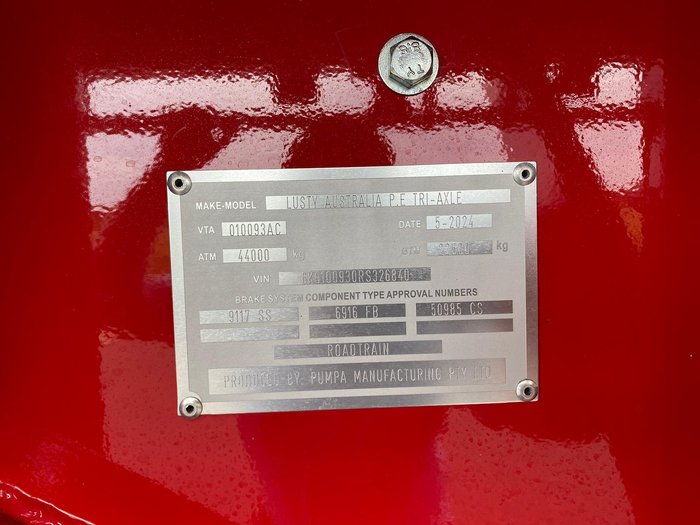 MAKE-MODEL LUSTY AUSTRALIA P.F TRI-AXLE
VTA 010093AC DATE 5-2024
ATM 44000 kg GTM kg
VIN
BRAKE SYSTEM COMPONENT TYPE APPROVAL NUMBERS
9117 SS 6916 FB 50985 CS
ROADTRAIN
PRODUCED BY: PUMPA MANUFACTURING PTY LTD